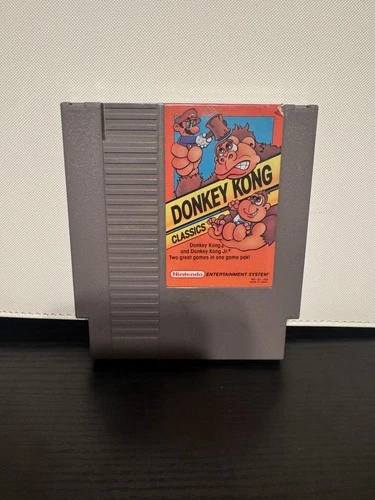 DONKEY KONG
CLASSICS
Donkey Kong
and Donkey Kong Jr.®
Two great games in one game pak!
Nintendo ENTERTAINMENT SYSTEM®